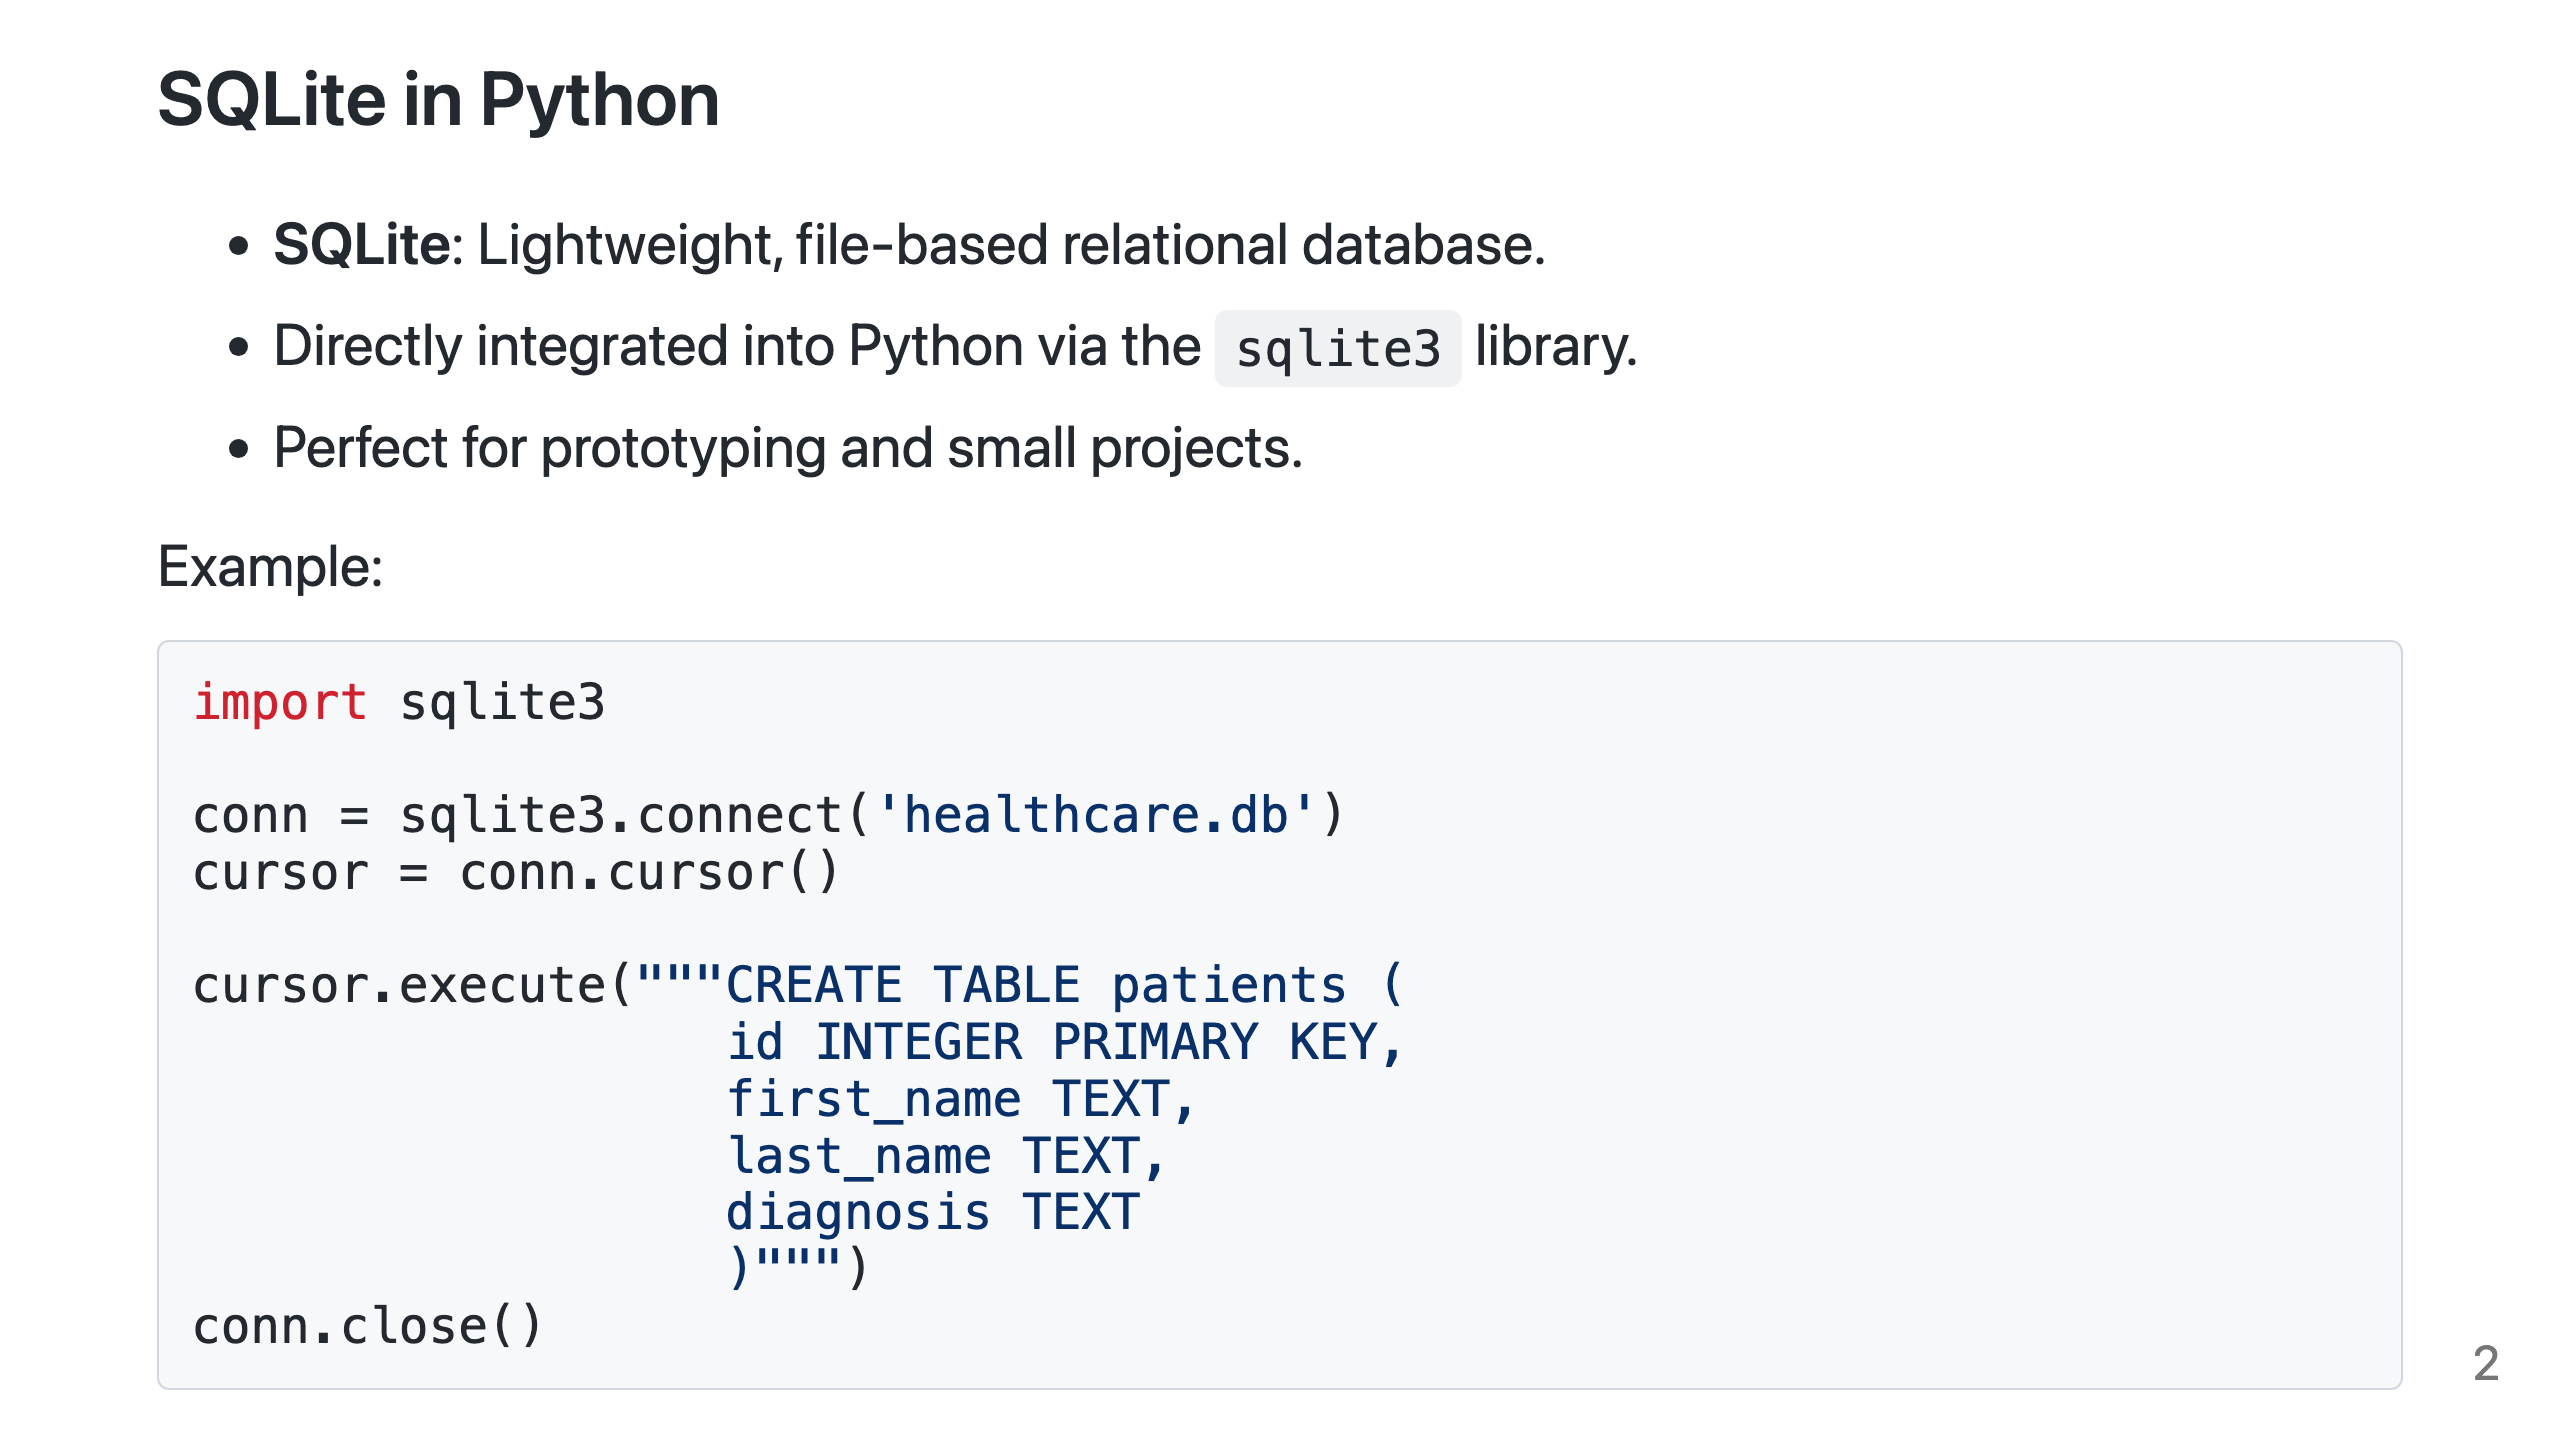 SQLite in Python
• SQLite: Lightweight, file-based relational database.
• Directly integrated into Python via the sqlite3 library.
• Perfect for prototyping and small projects.
Example:
import sqlite3
conn = sqlite3.connect('healthcare.db')
cursor = conn.cursor()
cursor.execute("""CREATE TABLE patients (
                  id INTEGER PRIMARY KEY,
                  first_name TEXT,
                  last_name TEXT,
                  diagnosis TEXT
                  )""")
conn.close()
2